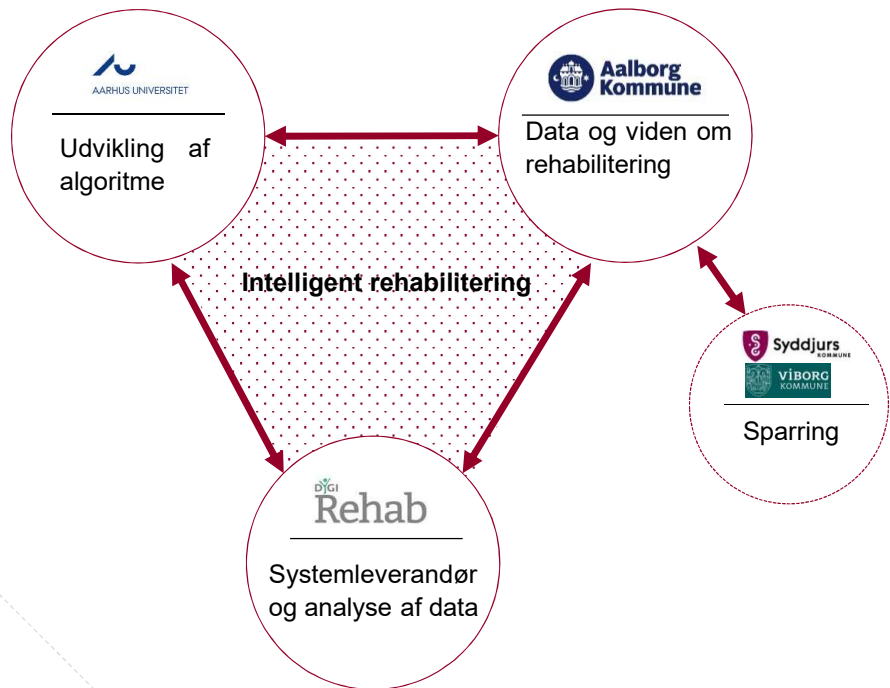 AARHUS UNIVERSITET
Udvikling af
algoritme
Aalborg
Kommune
Data og viden om
rehabilitering
Intelligent rehabilitering
Syddjurs
KOMMUNE
VIBORG
KOMMUNE
Sparring
DYGI
Rehab
Systemleverandør
og analyse af data